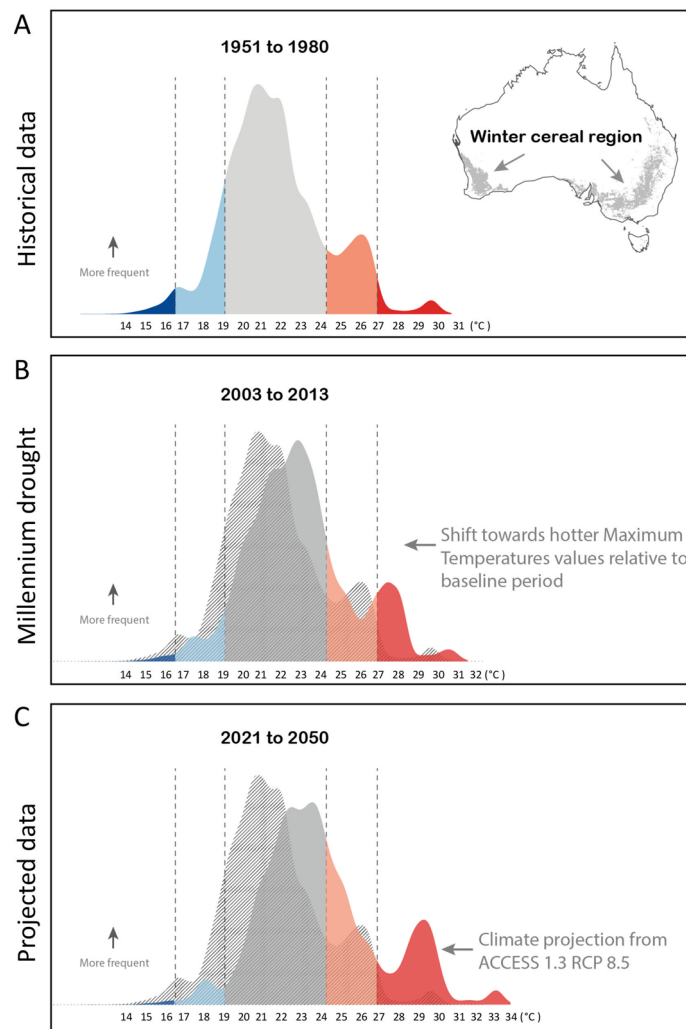 A
Historical data
1951 to 1980
Winter cereal region
More frequent
14 15 16 17 18 19 20 21 22 23 24 25 26 27 28 29 30 31 (°C )
B
Millennium drought
2003 to 2013
Shift towards hotter Maximum
Temperatures values relative to
baseline period
More frequent
14 15 16 17 18 19 20 21 22 23 24 25 26 27 28 29 30 31 32 (°C )
C
Projected data
2021 to 2050
Climate projection from
ACCESS 1.3 RCP 8.5
More frequent
14 15 16 17 18 19 20 21 22 23 24 25 26 27 28 29 30 31 32 33 34 (°C )